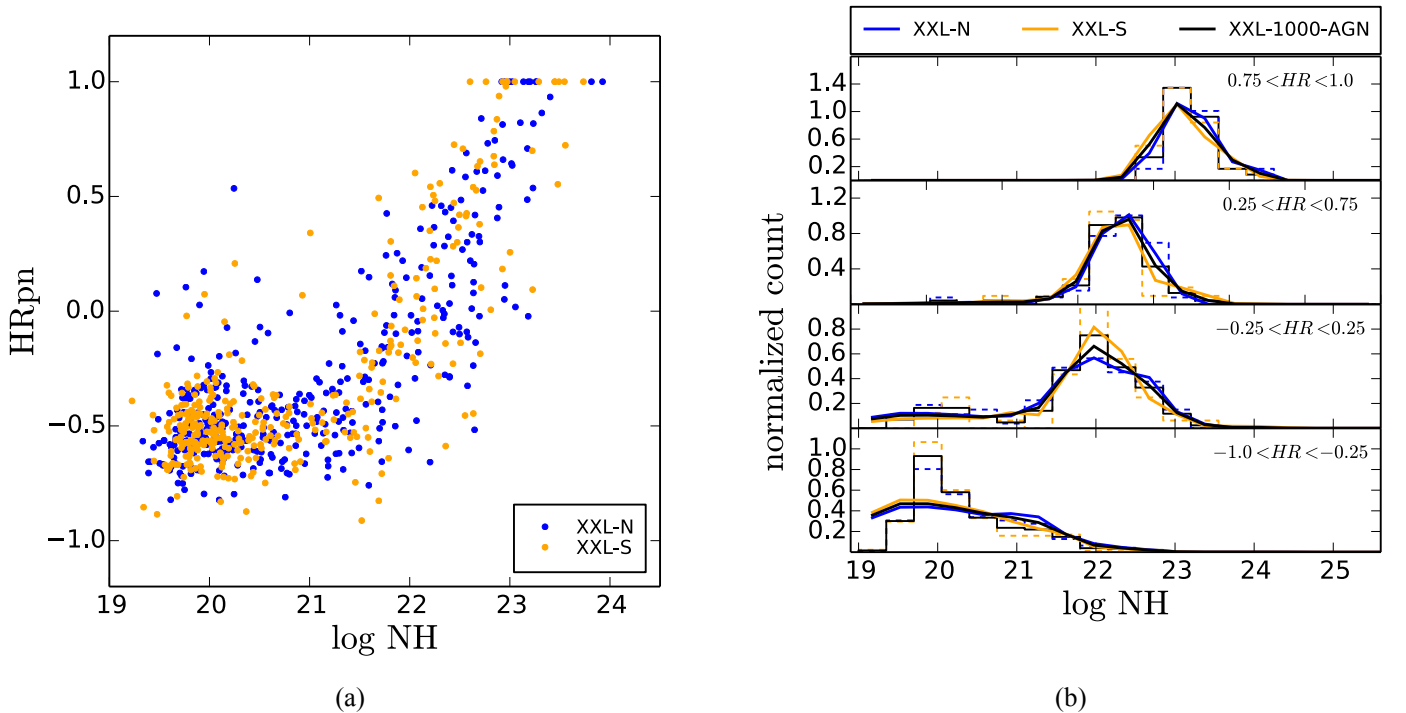 HRpn
1.0
0.5
0.0
−0.5
−1.0
XXL-N
XXL-S
19 20 21 22 23 24
log NH
(a)
XXL-N XXL-S XXL-1000-AGN
normalized count
0.75 < HR < 1.0
1.4
1.0
0.6
0.2
0.25 < HR < 0.75
1.2
0.8
0.4
−0.25 < HR < 0.25
0.8
0.6
0.4
0.2
−1.0 < HR < −0.25
1.0
0.8
0.6
0.4
0.2
19 20 21 22 23 24 25
log NH
(b)